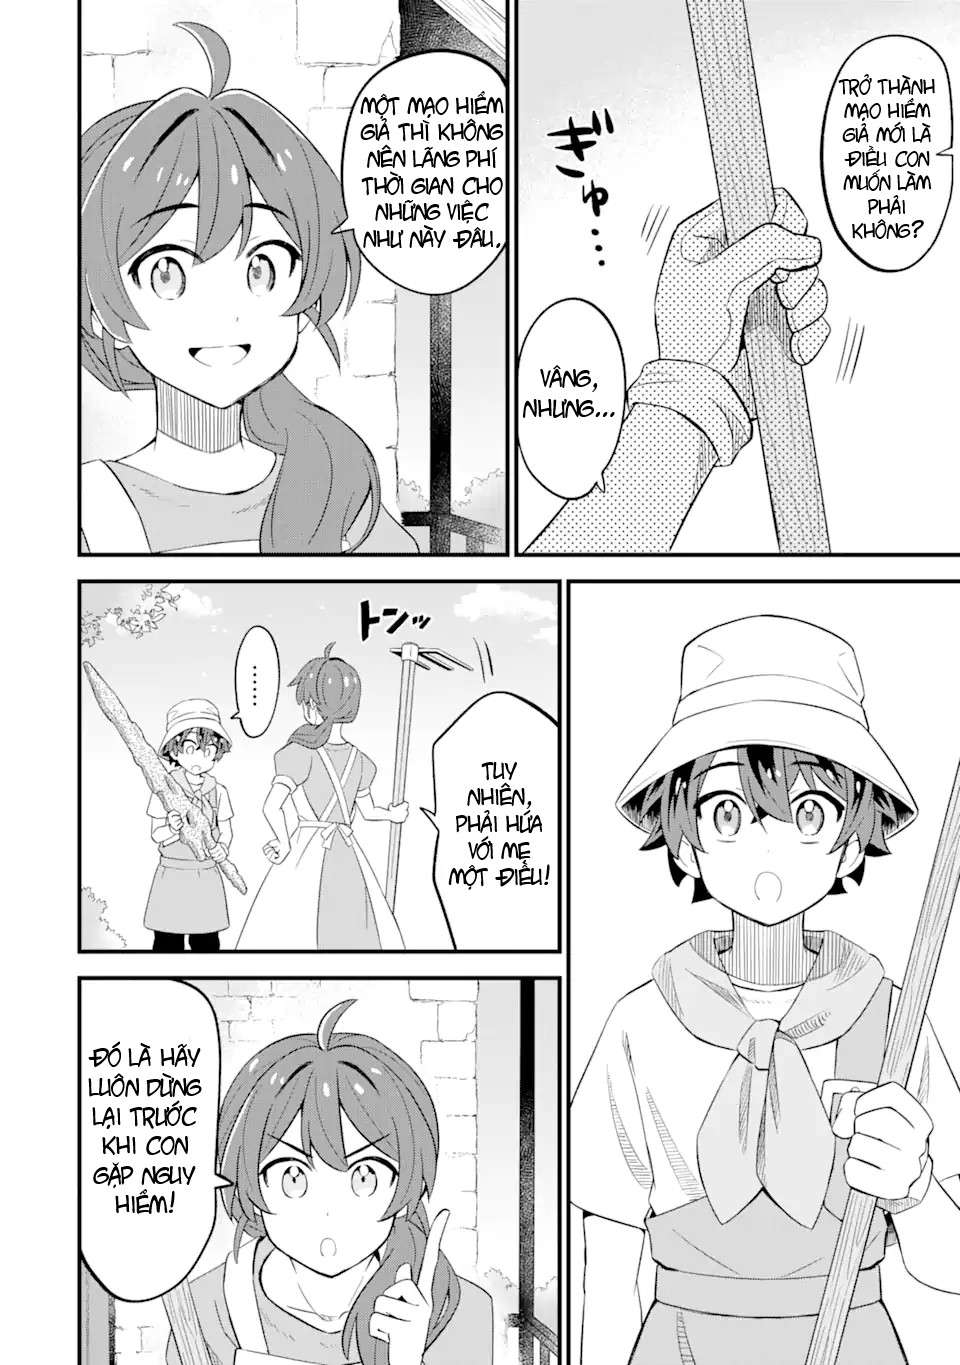 TRỞ THÀNH
MẠO HIỂM
GIẢ MỚI LÀ
ĐIỀU CON
MUỐN LÀM
PHẢI
KHÔNG?
ぎゅ...
VÂNG,
NHƯNG...
MỘT MẠO HIỂM
GIẢ THÌ KHÔNG
NÊN LÃNG PHÍ
THỜI GIAN CHO
NHỮNG VIỆC
NHƯ NÀY ĐÂU.
トンッ
......
TUY
NHIÊN,
PHẢI HỨA
VỚI MẸ
MỘT ĐIỀU!
ĐÓ LÀ HÃY
LUÔN DỪNG
LẠI TRƯỚC
KHI CON
GẶP NGUY
HIỂM!